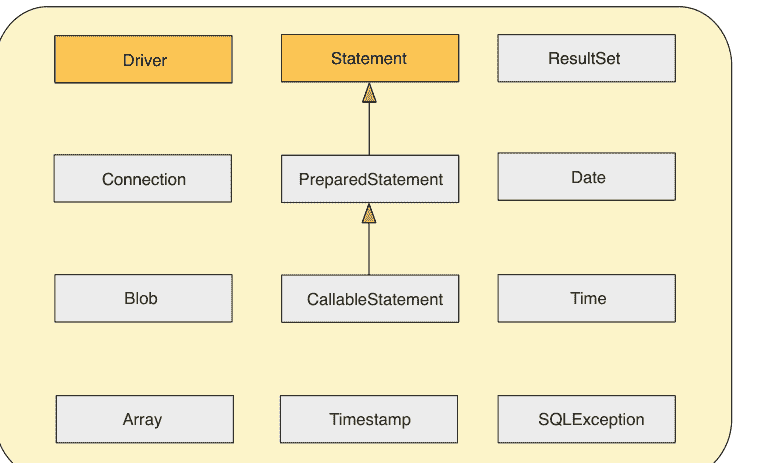 Driver
Statement
ResultSet
Connection
PreparedStatement
Date
Blob
CallableStatement
Time
Array
Timestamp
SQLException